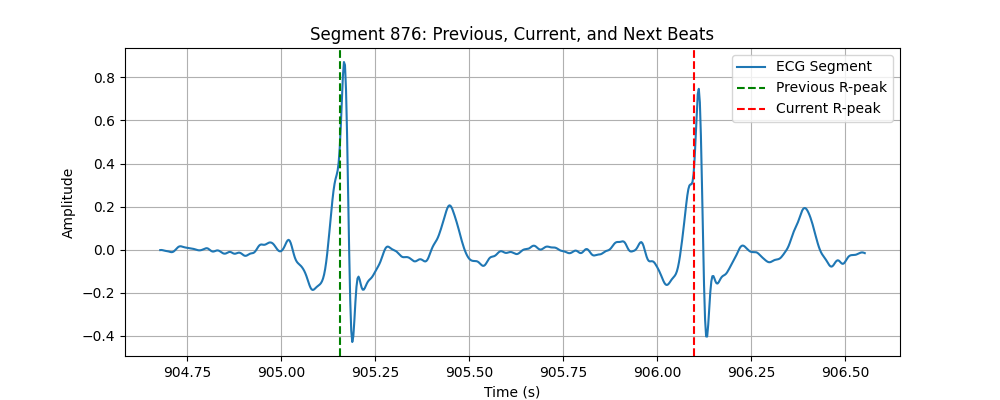 Segment 876: Previous, Current, and Next Beats
ECG Segment
Previous R-peak
Current R-peak
Amplitude
0.8
0.6
0.4
0.2
0.0
−0.2
−0.4
904.75 905.00 905.25 905.50 905.75 906.00 906.25 906.50
Time (s)